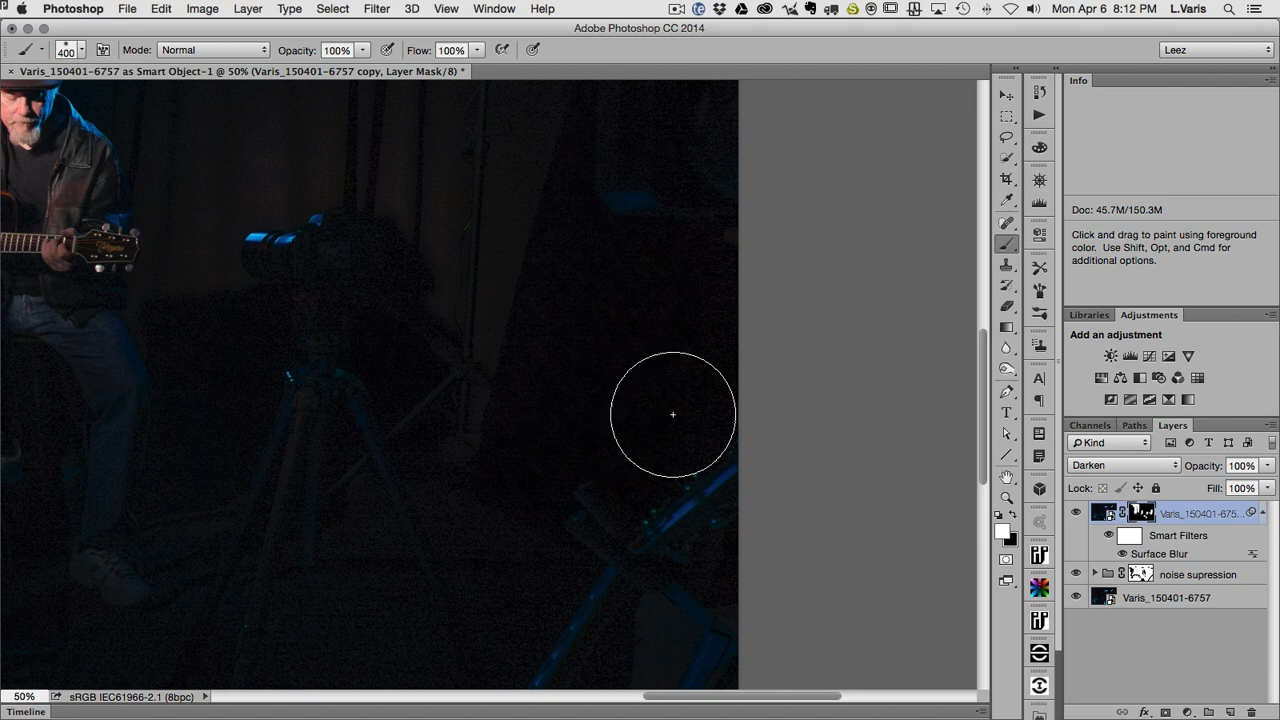 Photoshop File Edit Image Layer Type Select Filter 3D View Window Help Mon Apr 6 8:12 PM L.Varis
Adobe Photoshop CC 2014
400 Mode: Normal Opacity: 100% Flow: 100% Leez
× Varis_150401-6757 as Smart Object-1 @ 50% (Varis_150401-6757 copy, Layer Mask/8) *
Info
Doc: 45.7M/150.3M
Click and drag to paint using foreground
color. Use Shift, Opt, and Cmd for
additional options.
Libraries Adjustments
Add an adjustment
Channels Paths Layers
Kind
Darken Opacity: 100%
Lock: Fill: 100%
Varis_150401-675...
Smart Filters
Surface Blur
noise supression
Varis_150401-6757
50% sRGB IEC61966-2.1 (8bpc)
Timeline